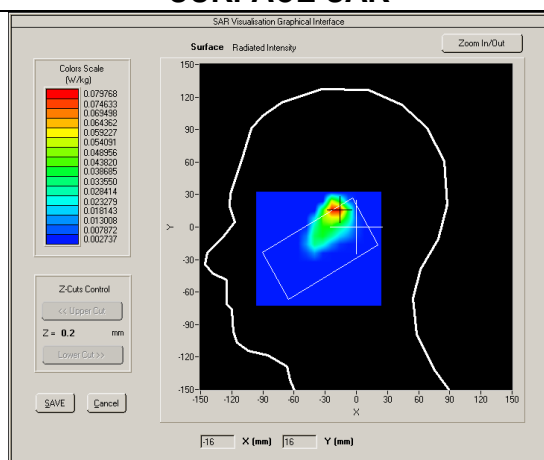 SURFACE SAR
SAR Visualisation Graphical Interface
Surface Radiated Intensity
Zoom In/Out
Colors Scale
(W/kg)
0.079768
0.074633
0.069498
0.064362
0.059227
0.054091
0.048956
0.043820
0.038685
0.033550
0.028414
0.023279
0.018143
0.013008
0.007872
0.002737
Z-Cuts Control
<< Upper Cut
Z = 0.2 mm
Lower Cut >>
SAVE Cancel
150
120
90
60
30
0
-30
-60
-90
-120
-150
Y
-150 -120 -90 -60 -30 0 30 60 90 120 150
X
-16 X (mm) 16 Y (mm)